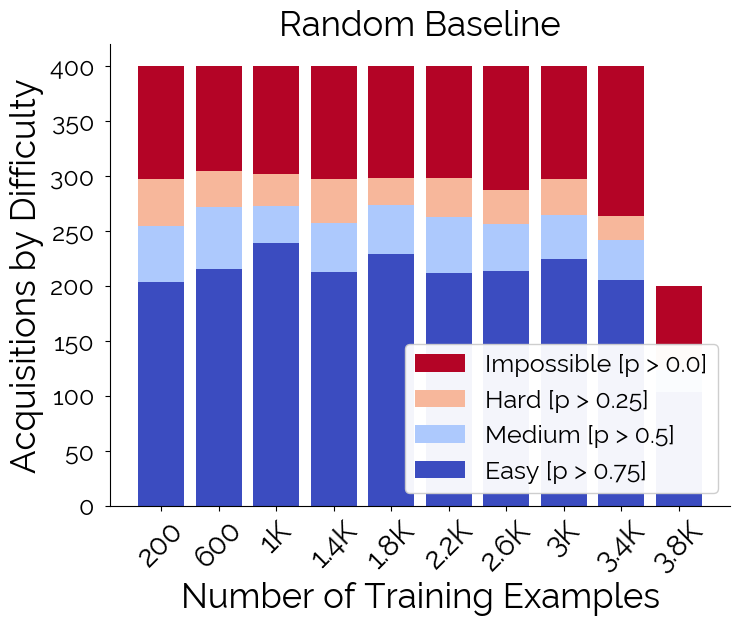 Random Baseline
Acquisitions by Difficulty
400
350
300
250
200
150
100
50
0
Impossible [p > 0.0]
Hard [p > 0.25]
Medium [p > 0.5]
Easy [p > 0.75]
200
600
1K
1.4K
1.8K
2.2K
2.6K
3K
3.4K
3.8K
Number of Training Examples